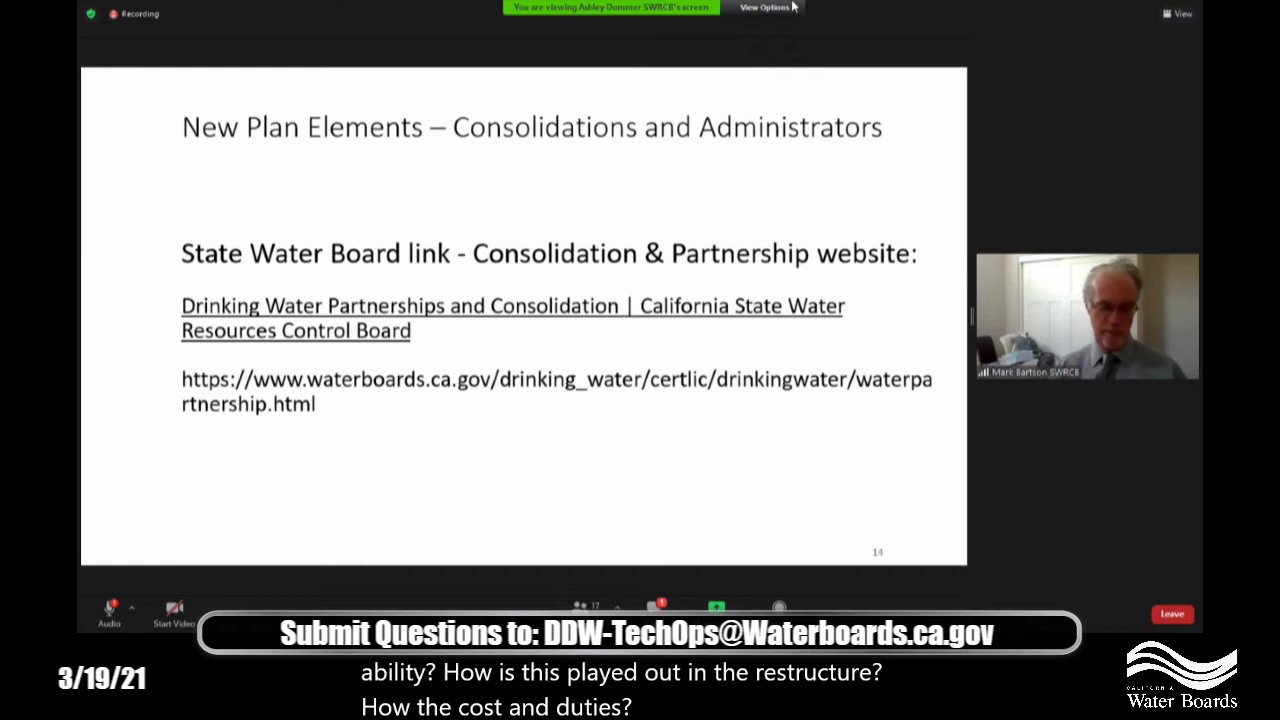 Recording
You are viewing Ashley Dummer SWRCB's screen
View Options
View
New Plan Elements – Consolidations and Administrators
State Water Board link - Consolidation & Partnership website:
Drinking Water Partnerships and Consolidation | California State Water
Resources Control Board
https://www.waterboards.ca.gov/drinking_water/certlic/drinkingwater/waterpa
rtnership.html
14
Mark Bartson SWRCB
1
17
1
Audio
Start Video
Leave
Submit Questions to: DDW-TechOps@Waterboards.ca.gov
3/19/21
ability? How is this played out in the restructure?
How the cost and duties?
CALIFORNIA
Water Boards